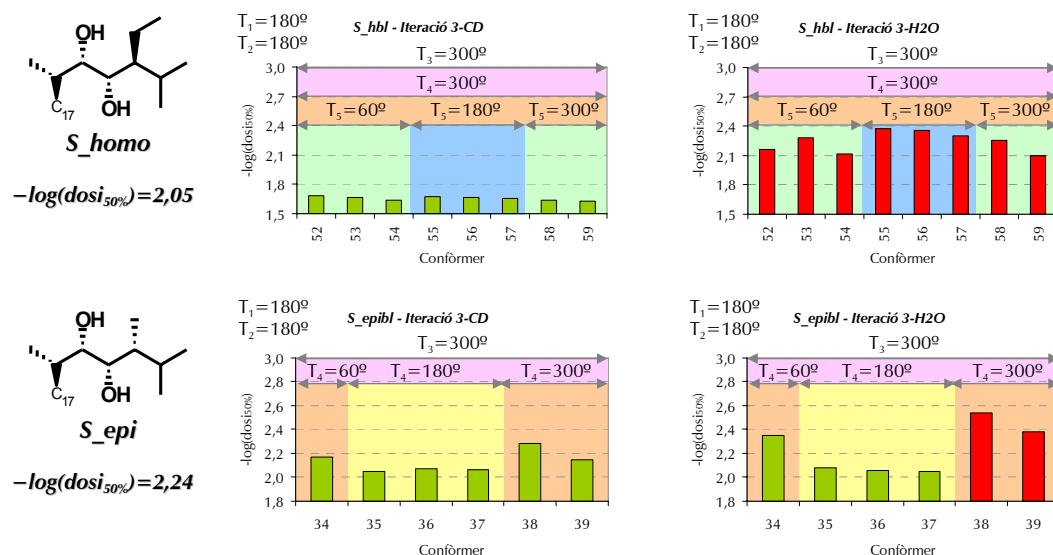 OH
OH
C17
S_homo
−log(dosi50%)=2,05
T1=180º
T2=180º
S_hbl - Iteració 3-CD
T3=300º
T4=300º
T5=60º T5=180º T5=300º
-log(dosi50%)
3,0
2,7
2,4
2,1
1,8
1,5
52 53 54 55 56 57 58 59
Confòrmer
T1=180º
T2=180º
S_hbl - Iteració 3-H2O
T3=300º
T4=300º
T5=60º T5=180º T5=300º
-log(dosi50%)
3,0
2,7
2,4
2,1
1,8
1,5
52 53 54 55 56 57 58 59
Confòrmer
OH
OH
C17
S_epi
−log(dosi50%)=2,24
T1=180º
T2=180º
S_epibl - Iteració 3-CD
T3=300º
T4=60º T4=180º T4=300º
-log(dosi50%)
3,0
2,8
2,6
2,4
2,2
2,0
1,8
34 35 36 37 38 39
Confòrmer
T1=180º
T2=180º
S_epibl - Iteració 3-H2O
T3=300º
T4=60º T4=180º T4=300º
-log(dosi50%)
3,0
2,8
2,6
2,4
2,2
2,0
1,8
34 35 36 37 38 39
Confòrmer